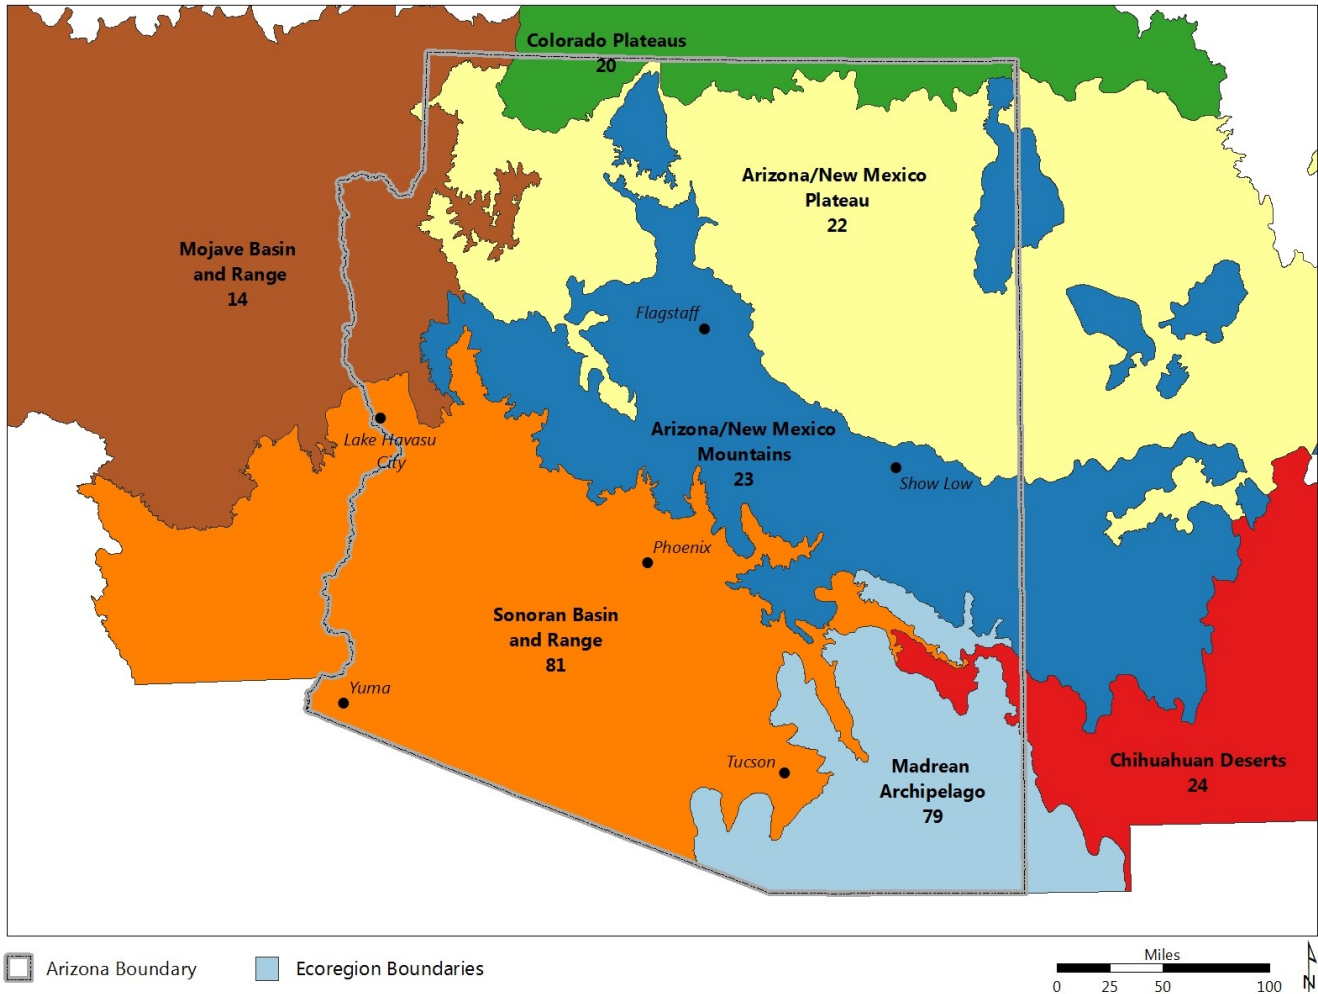 Colorado Plateaus
20
Arizona/New Mexico
Plateau
22
Mojave Basin
and Range
14
Flagstaff
Lake Havasu
City
Arizona/New Mexico
Mountains
23
Show Low
Phoenix
Sonoran Basin
and Range
81
Yuma
Tucson
Madrean
Archipelago
79
Chihuahuan Deserts
24
Arizona Boundary
Ecoregion Boundaries
Miles
0 25 50 100
N